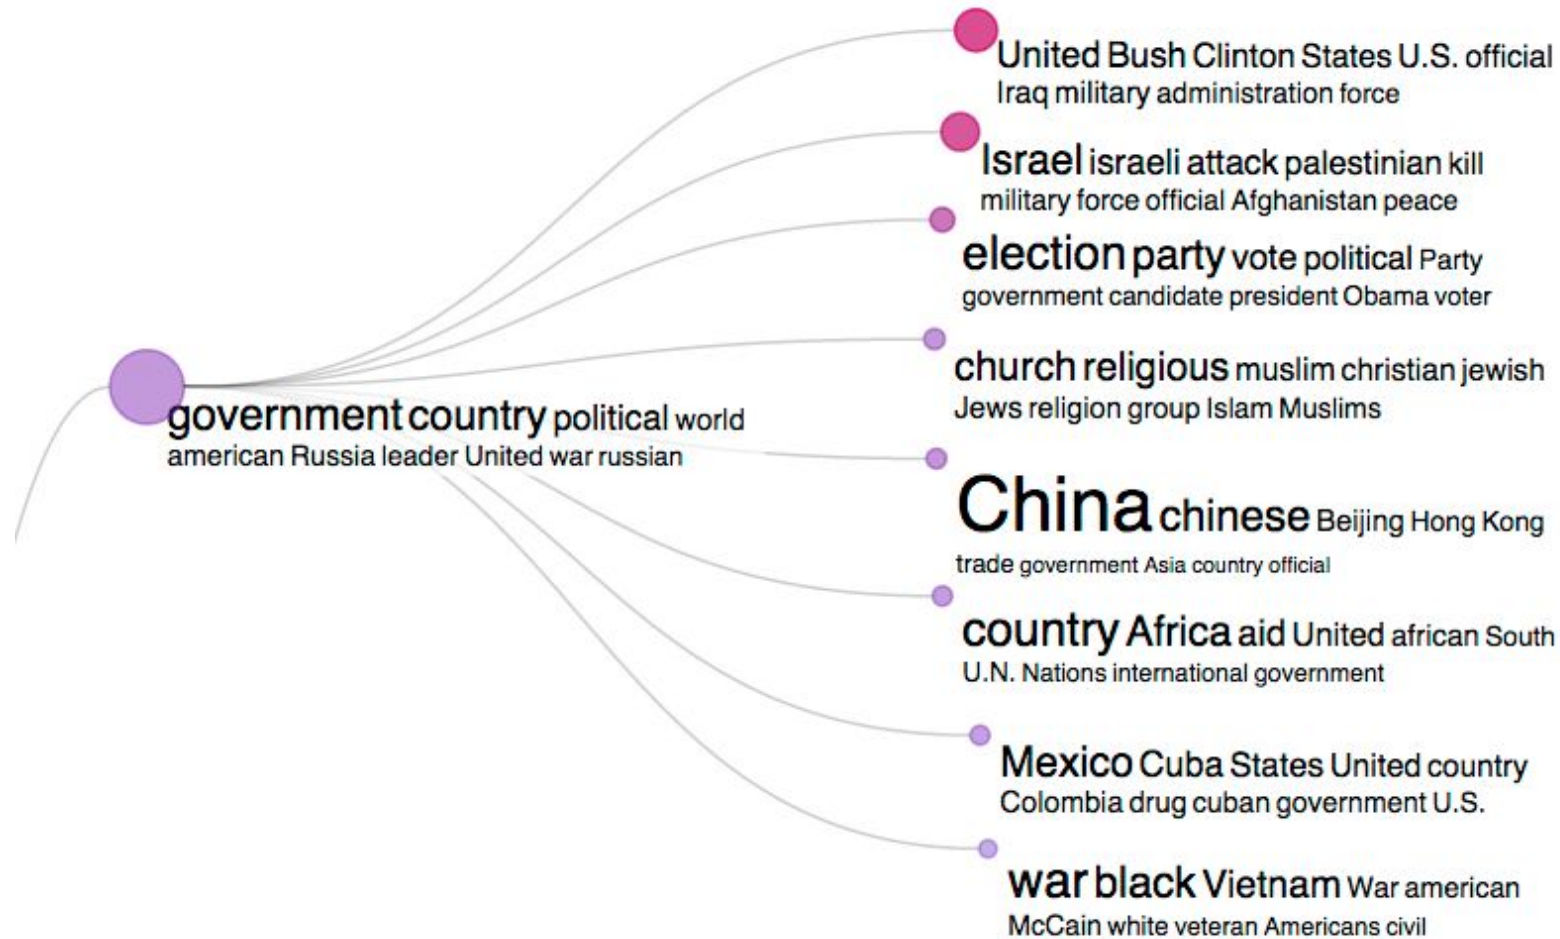 United Bush Clinton States U.S. official
Iraq military administration force
Israel israeli attack palestinian kill
military force official Afghanistan peace
election party vote political Party
government candidate president Obama voter
church religious muslim christian jewish
Jews religion group Islam Muslims
government country political world
american Russia leader United war russian
China chinese Beijing Hong Kong
trade government Asia country official
country Africa aid United african South
U.N. Nations international government
Mexico Cuba States United country
Colombia drug cuban government U.S.
war black Vietnam War american
McCain white veteran Americans civil